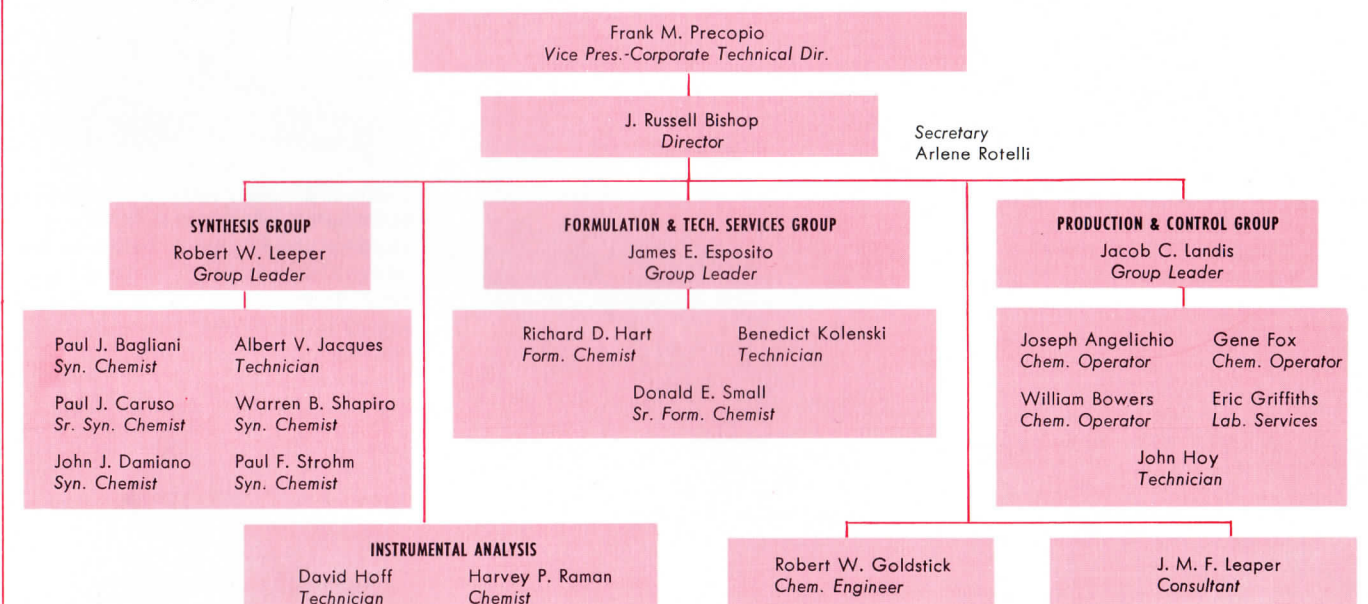 Frank M. Precopio
Vice Pres.-Corporate Technical Dir.
J. Russell Bishop
Director
Secretary
Arlene Rotelli
SYNTHESIS GROUP
Robert W. Leeper
Group Leader
Paul J. Bagliani
Syn. Chemist
Albert V. Jacques
Technician
Paul J. Caruso
Sr. Syn. Chemist
Warren B. Shapiro
Syn. Chemist
John J. Damiano
Syn. Chemist
Paul F. Strohm
Syn. Chemist
FORMULATION & TECH. SERVICES GROUP
James E. Esposito
Group Leader
Richard D. Hart
Form. Chemist
Benedict Kolenski
Technician
Donald E. Small
Sr. Form. Chemist
PRODUCTION & CONTROL GROUP
Jacob C. Landis
Group Leader
Joseph Angelichio
Chem. Operator
Gene Fox
Chem. Operator
William Bowers
Chem. Operator
Eric Griffiths
Lab. Services
John Hoy
Technician
INSTRUMENTAL ANALYSIS
David Hoff
Technician
Harvey P. Raman
Chemist
Robert W. Goldstick
Chem. Engineer
J. M. F. Leaper
Consultant